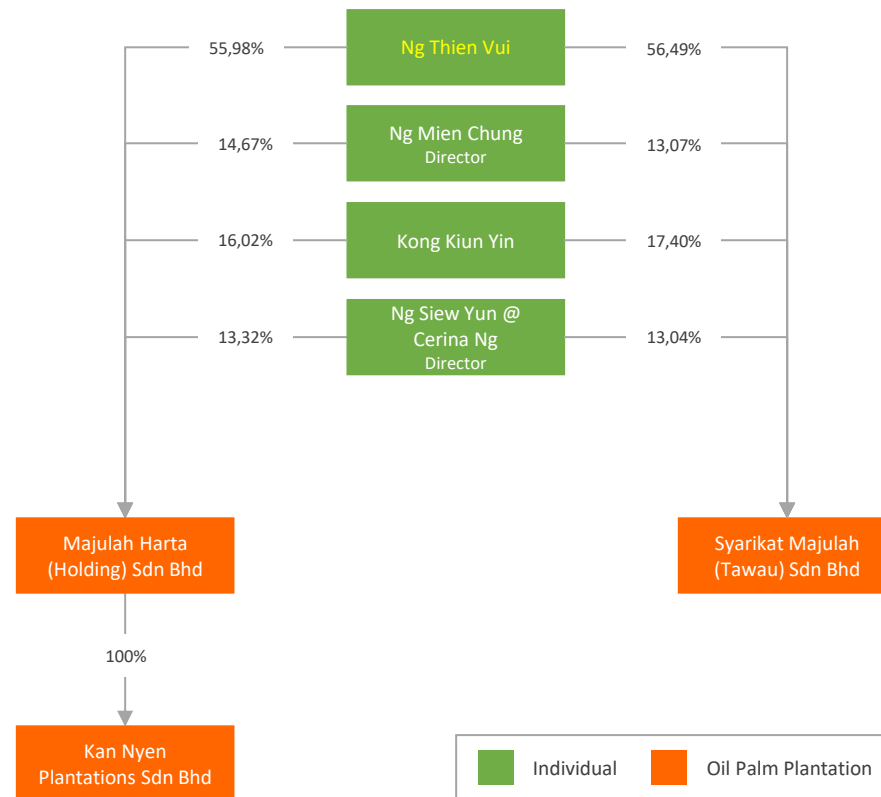 55,98%
Ng Thien Vui
56,49%
14,67%
Ng Mien Chung
Director
13,07%
16,02%
Kong Kiun Yin
17,40%
13,32%
Ng Siew Yun @
Cerina Ng
Director
13,04%
Majulah Harta
(Holding) Sdn Bhd
Syarikat Majulah
(Tawau) Sdn Bhd
100%
Kan Nyen
Plantations Sdn Bhd
Individual
Oil Palm Plantation